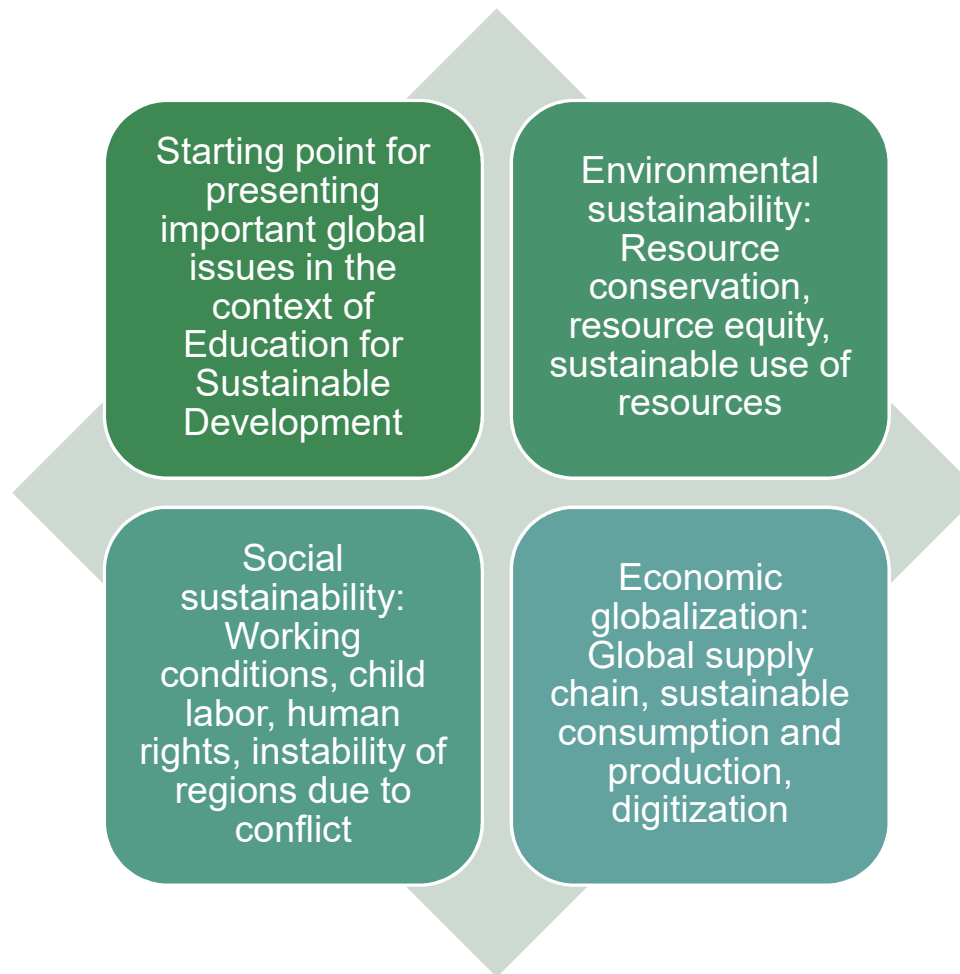 Starting point for
presenting
important global
issues in the
context of
Education for
Sustainable
Development
Environmental
sustainability:
Resource
conservation,
resource equity,
sustainable use of
resources
Social
sustainability:
Working
conditions, child
labor, human
rights, instability of
regions due to
conflict
Economic
globalization:
Global supply
chain, sustainable
consumption and
production,
digitization